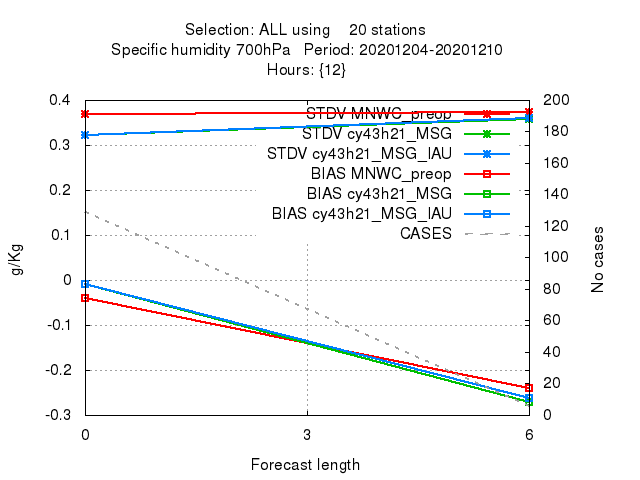 Selection: ALL using 20 stations
Specific humidity 700hPa Period: 20201204-20201210
Hours: {12}
0.4
0.3
0.2
0.1
0
-0.1
-0.2
-0.3
g/Kg
STDV MNWC_preop
STDV cy43h21_MSG
STDV cy43h21_MSG_IAU
BIAS MNWC_preop
BIAS cy43h21_MSG
BIAS cy43h21_MSG_IAU
CASES
200
180
160
140
120
100
80
60
40
20
0
No cases
0 3 6
Forecast length